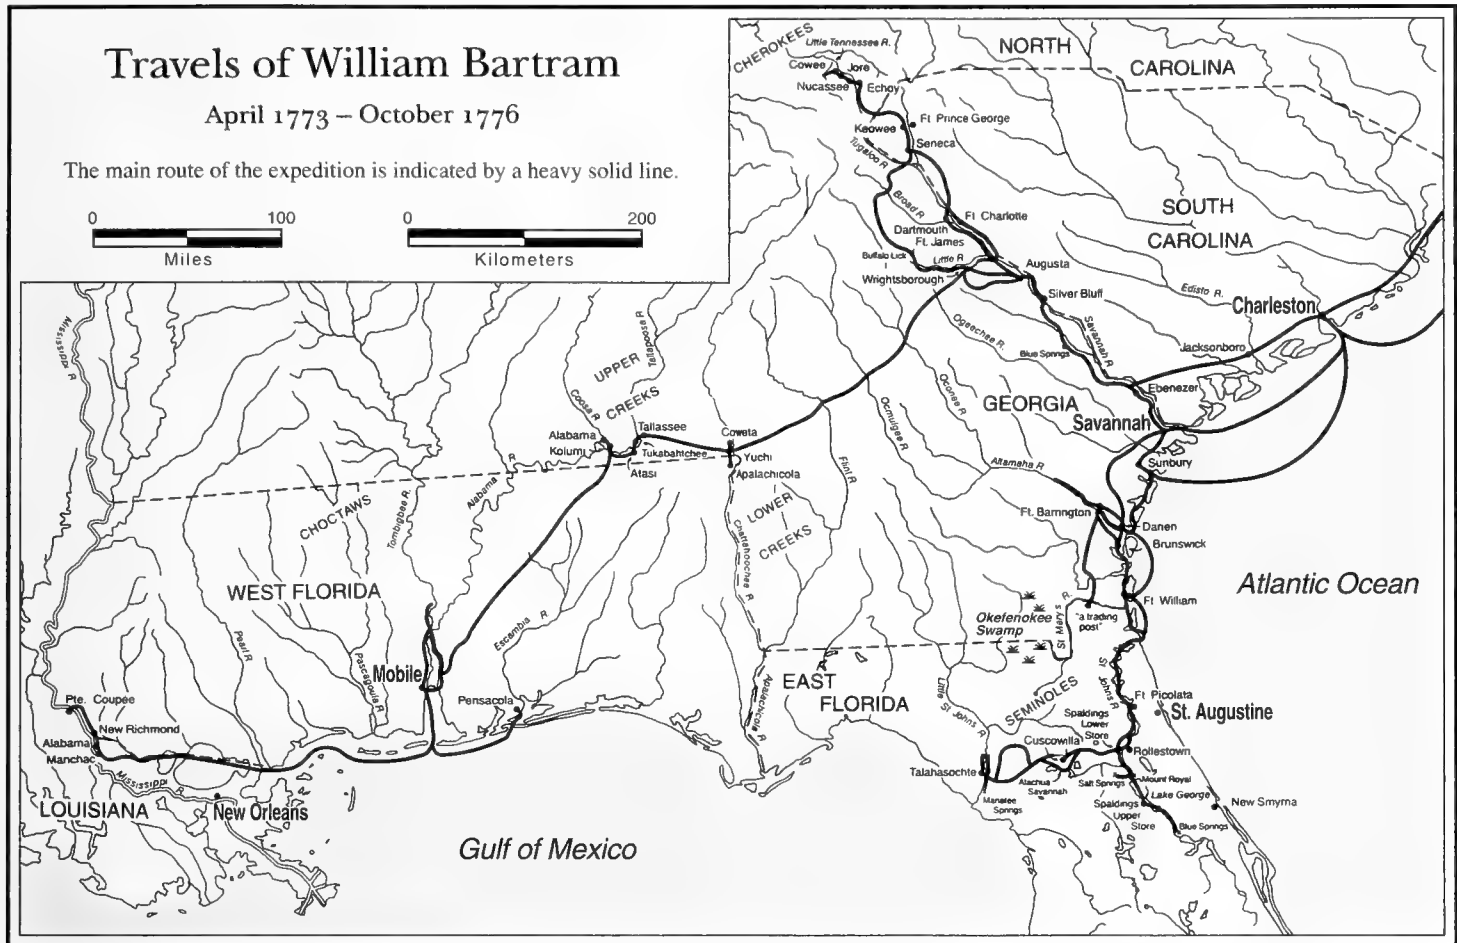 Travels of William Bartram
April 1773 – October 1776
The main route of the expedition is indicated by a heavy solid line.
0 100
Miles
0 200
Kilometers
CHEROKEES
Little Tennessee R.
Cowee
Jore
Nucassee
Echoy
NORTH
CAROLINA
Ft Prince George
Keowee
Seneca
Tugaloo R
Broad R
Ft Charlotte
SOUTH
CAROLINA
Dartmouth
Ft. James
Buffalo Lick
Little R
Wrightsborough
Augusta
Silver Bluff
Edisto R.
Charleston
Savannah R
Ogeechee R.
Blue Springs
Jacksonboro
Ebenezer
Oconee R
GEORGIA
Savannah
Ocmulgee R
Sunbury
Mississippi R
Tallapoosa R
UPPER
CREEKS
Coosa R
Alabama
Kolumi
Tallassee
Tukabahtchee
Atasi
Coweta
Yuchi
Apalachicola
Flint R
Altamaha R
Ft. Barrington
Darien
Brunswick
CHOCTAWS
Tombigbee R.
Alabama R
LOWER
CREEKS
Chattahoochee R
WEST FLORIDA
Atlantic Ocean
Okefenokee
Swamp
St Marys R.
"a trading
post"
Ft William
Pearl R
Pascagoula R
Escambia R.
Mobile
Pensacola
Apalachicola R
EAST
FLORIDA
Little
St Johns R
SEMINOLES
St Johns R
Ft Picolata
St. Augustine
Spaldings
Lower
Store
Cuscowilla
Rollestown
Pte. Coupée
New Richmond
Alabama
Manchac
Mississippi R
LOUISIANA
New Orleans
Gulf of Mexico
Talahasochte
Manatee
Springs
Alachua
Savannah
Salt Springs
Mount Royal
Lake George
Spaldings
Upper
Store
New Smyrna
Blue Springs